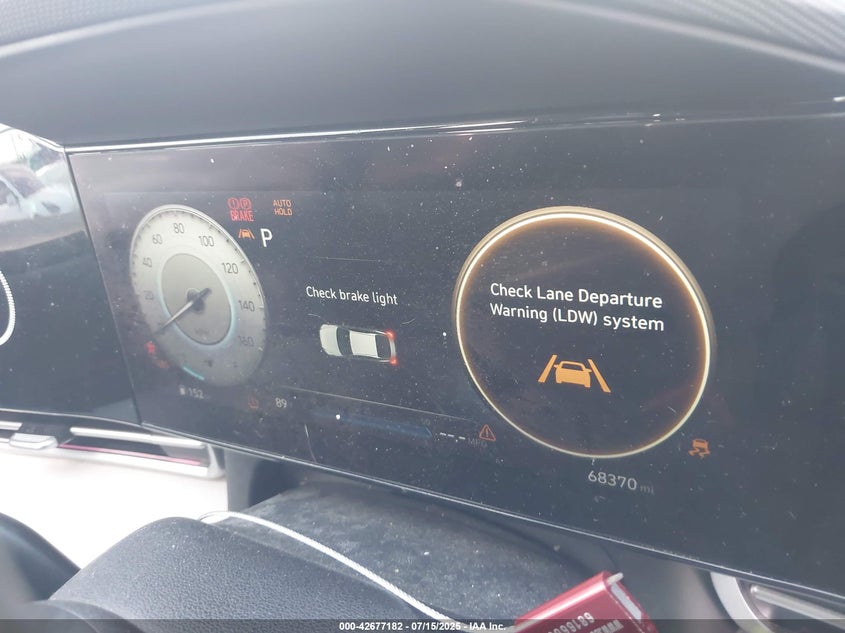 BRAKE
AUTO
HOLD
P
20
40
60
80
100
120
140
160
Check brake light
Check Lane Departure
Warning (LDW) system
152
89
--- MPG
68370 mi
000-42677182 - 07/15/2025 - IAA Inc.